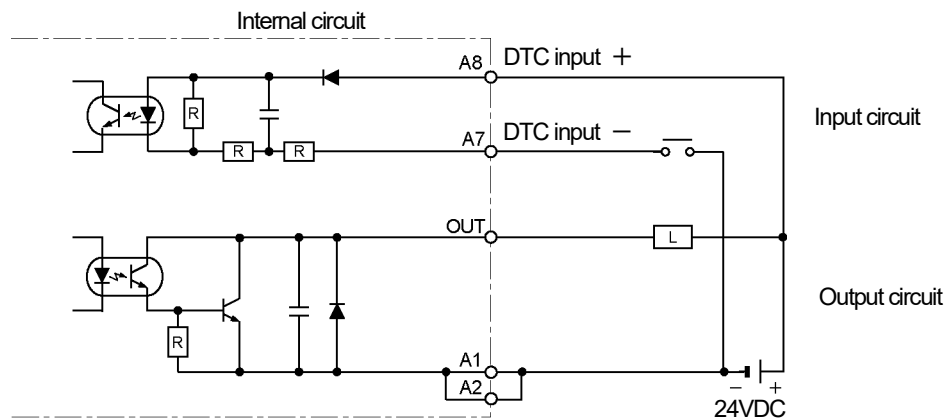 Internal circuit
A8 DTC input +
R
Input circuit
A7 DTC input −
R R
OUT
L
Output circuit
R
A1
A2
− +
24VDC